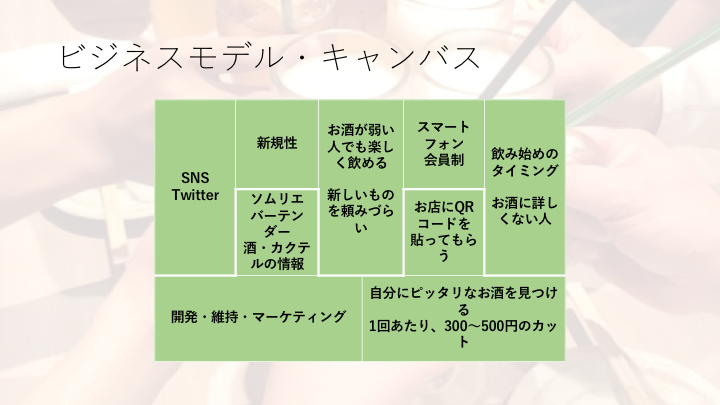 ビジネスモデル・キャンバス
SNS
Twitter
新規性
ソムリエ
バーテン
ダー
酒・カクテ
ルの情報
お酒が弱い
人でも楽し
く飲める
新しいもの
を頼みづら
い
スマート
フォン
会員制
お店にQR
コードを
貼ってもら
う
飲み始めの
タイミング
お酒に詳し
くない人
開発・維持・マーケティング
自分にピッタリなお酒を見つけ
る
1回あたり、300～500円のカッ
ト